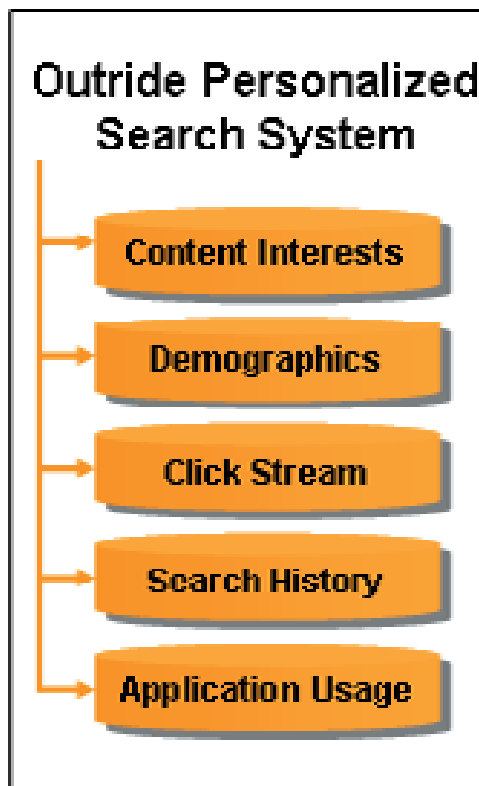 Outride Personalized
Search System
Content Interests
Demographics
Click Stream
Search History
Application Usage